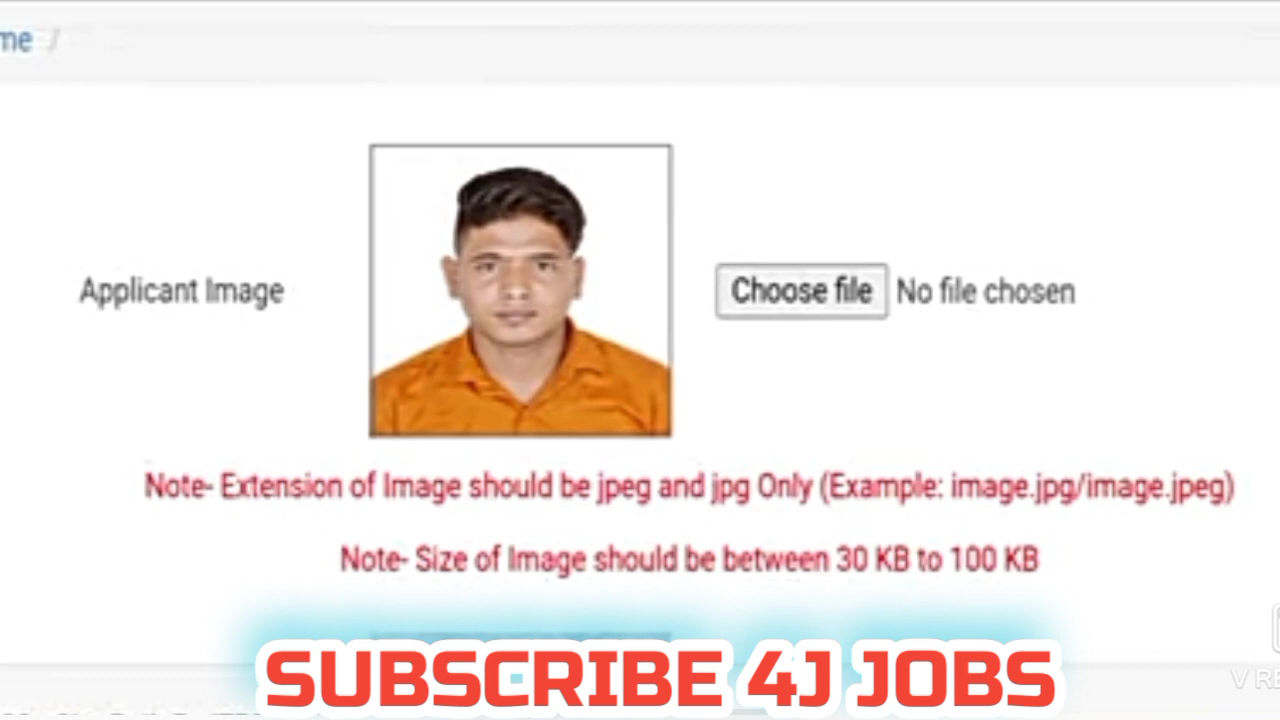 me /
Applicant Image
Choose file No file chosen
Note- Extension of Image should be jpeg and jpg Only (Example: image.jpg/image.jpeg)
Note- Size of Image should be between 30 KB to 100 KB
SUBSCRIBE 4J JOBS
V RE